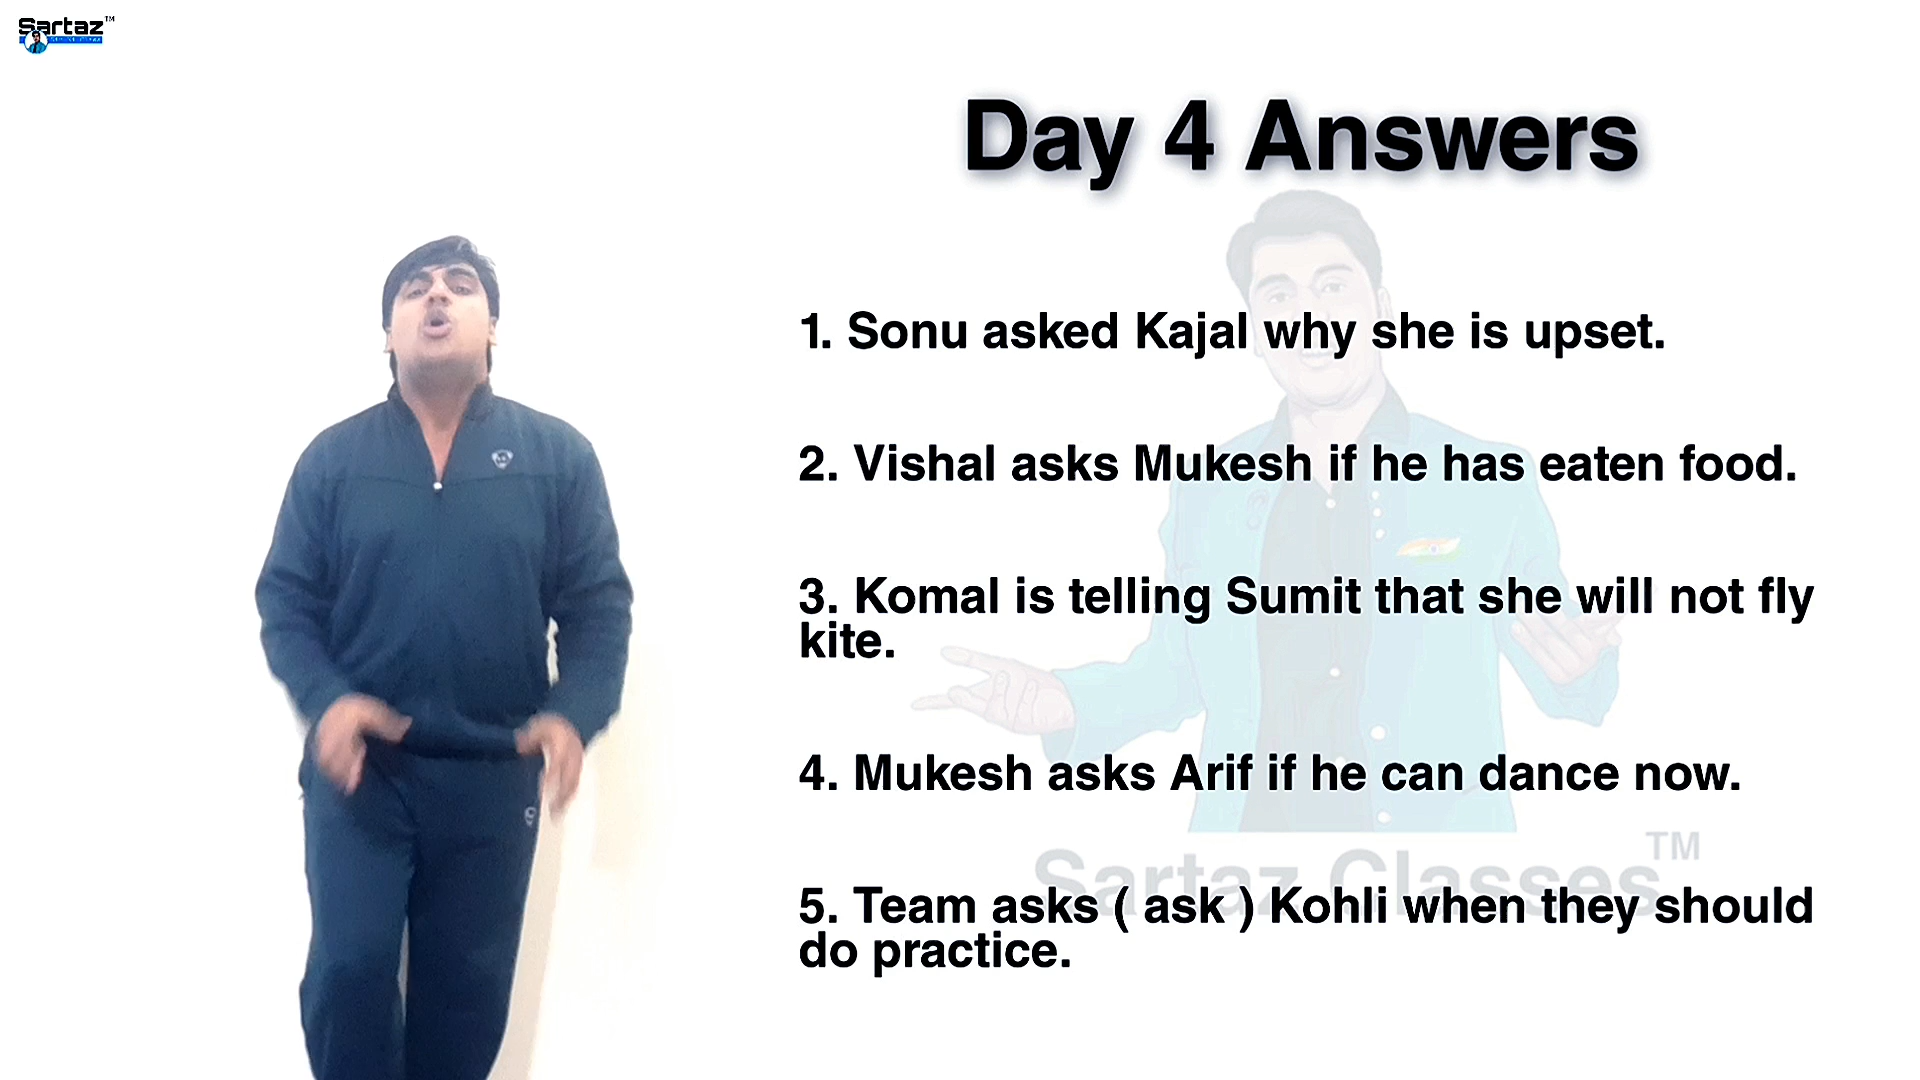 Sartaz™
Day 4 Answers
1. Sonu asked Kajal why she is upset.
2. Vishal asks Mukesh if he has eaten food.
3. Komal is telling Sumit that she will not fly
kite.
4. Mukesh asks Arif if he can dance now.
Sartaz Classes™
5. Team asks ( ask ) Kohli when they should
do practice.